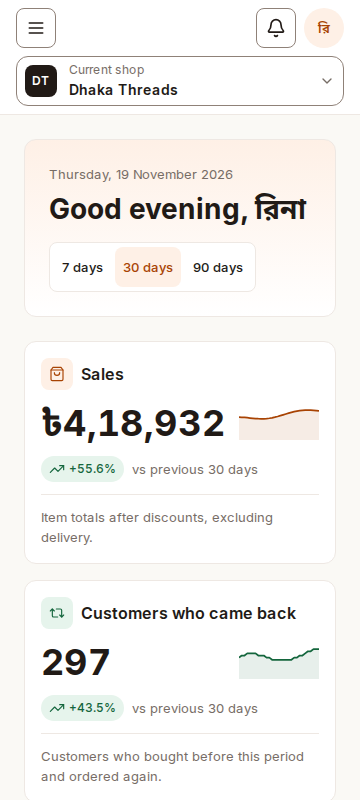 রি
DT
Current shop
Dhaka Threads
Thursday, 19 November 2026
Good evening, রিনা
7 days
30 days
90 days
Sales
৳4,18,932
+55.6%
vs previous 30 days
Item totals after discounts, excluding
delivery.
Customers who came back
297
+43.5%
vs previous 30 days
Customers who bought before this period
and ordered again.